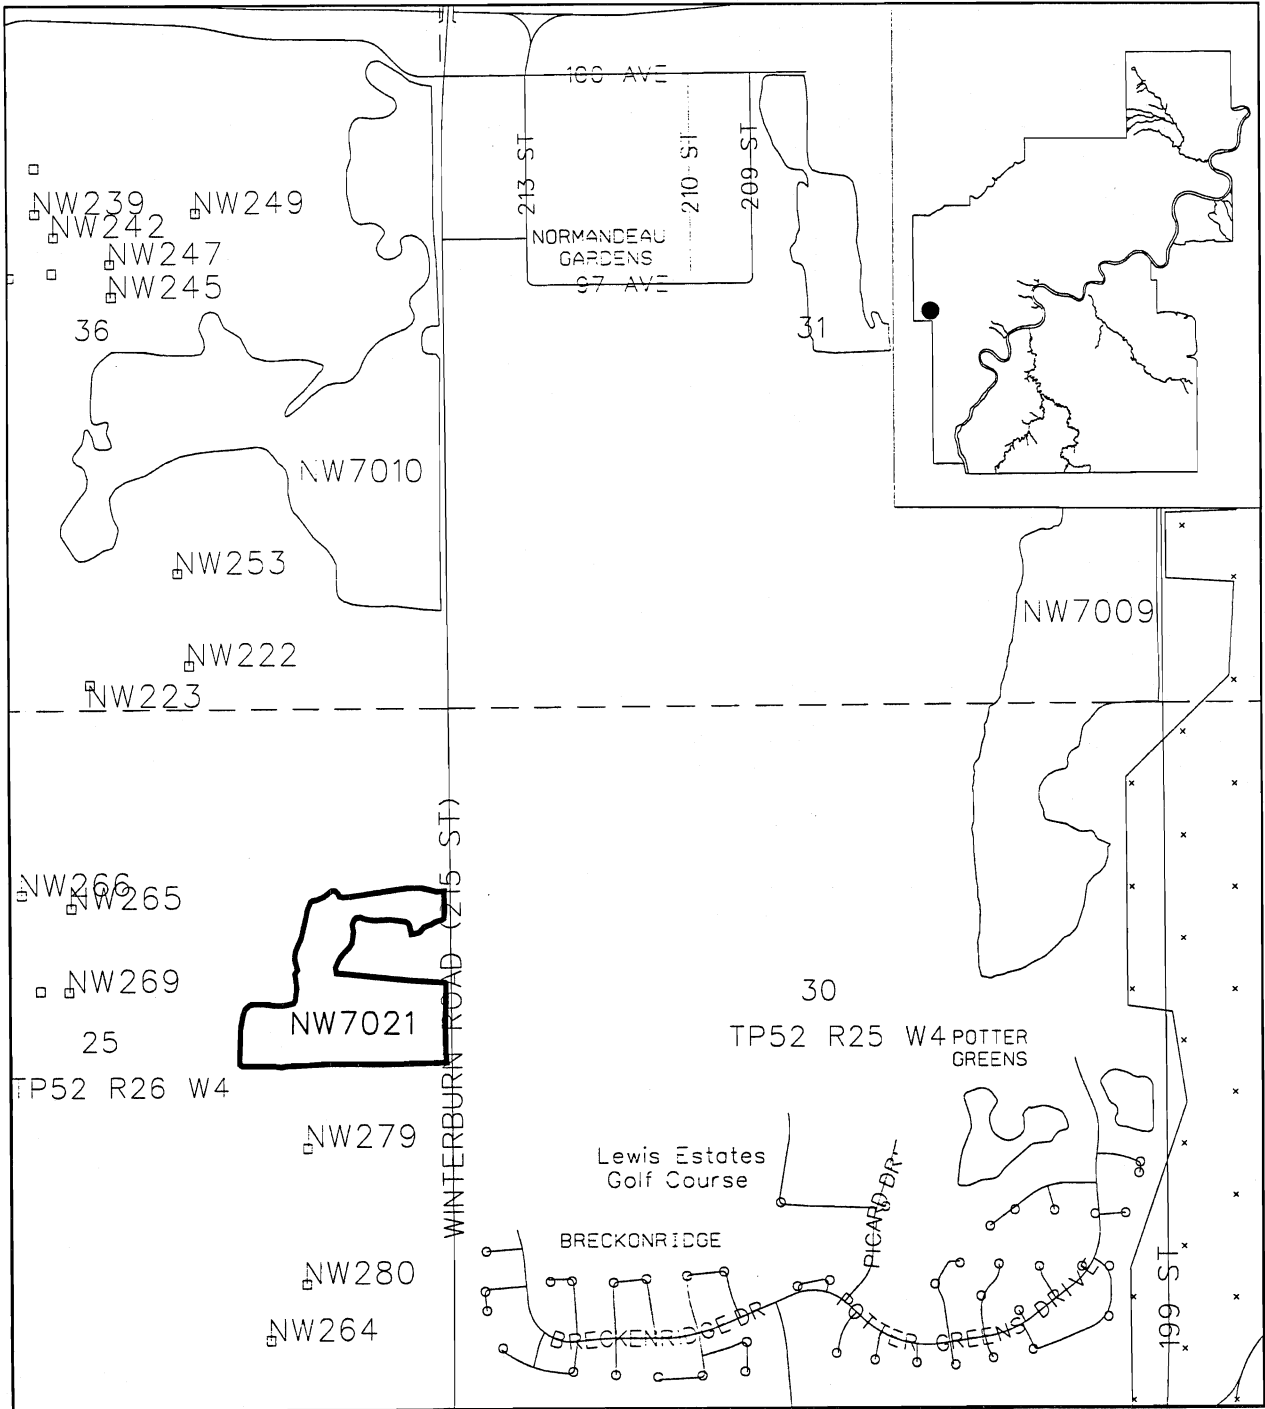 100 AVE
213 ST
210 ST
209 ST
NW239
NW249
NW242
NORMANDEAU
GARDENS
NW247
97 AVE
NW245
36
31
NW7010
NW253
NW7009
NW222
NW223
WINTERBURN ROAD (215 ST)
NW266
NW265
NW269
30
NW7021
TP52 R25 W4
POTTER
GREENS
25
TP52 R26 W4
NW279
Lewis Estates
Golf Course
PICARD DR.
BRECKONRIDGE
NW280
199 ST
NW264
BRECKENRIDGE DR
POTTER GREENS DRIVE